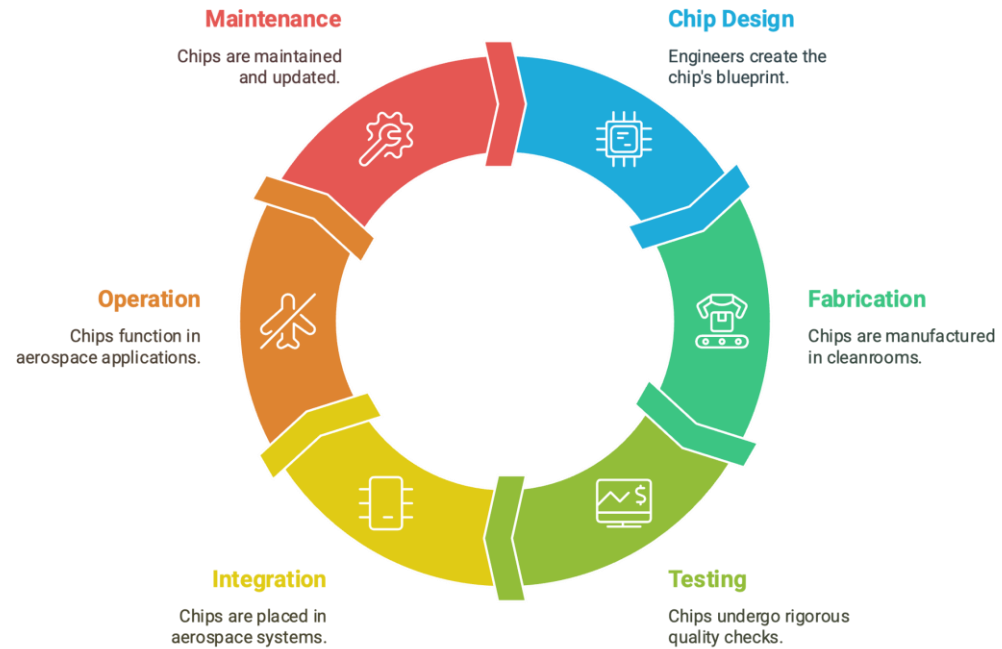 Maintenance
Chips are maintained
and updated.
Chip Design
Engineers create the
chip's blueprint.
Operation
Chips function in
aerospace applications.
Fabrication
Chips are manufactured
in cleanrooms.
$
Integration
Chips are placed in
aerospace systems.
Testing
Chips undergo rigorous
quality checks.